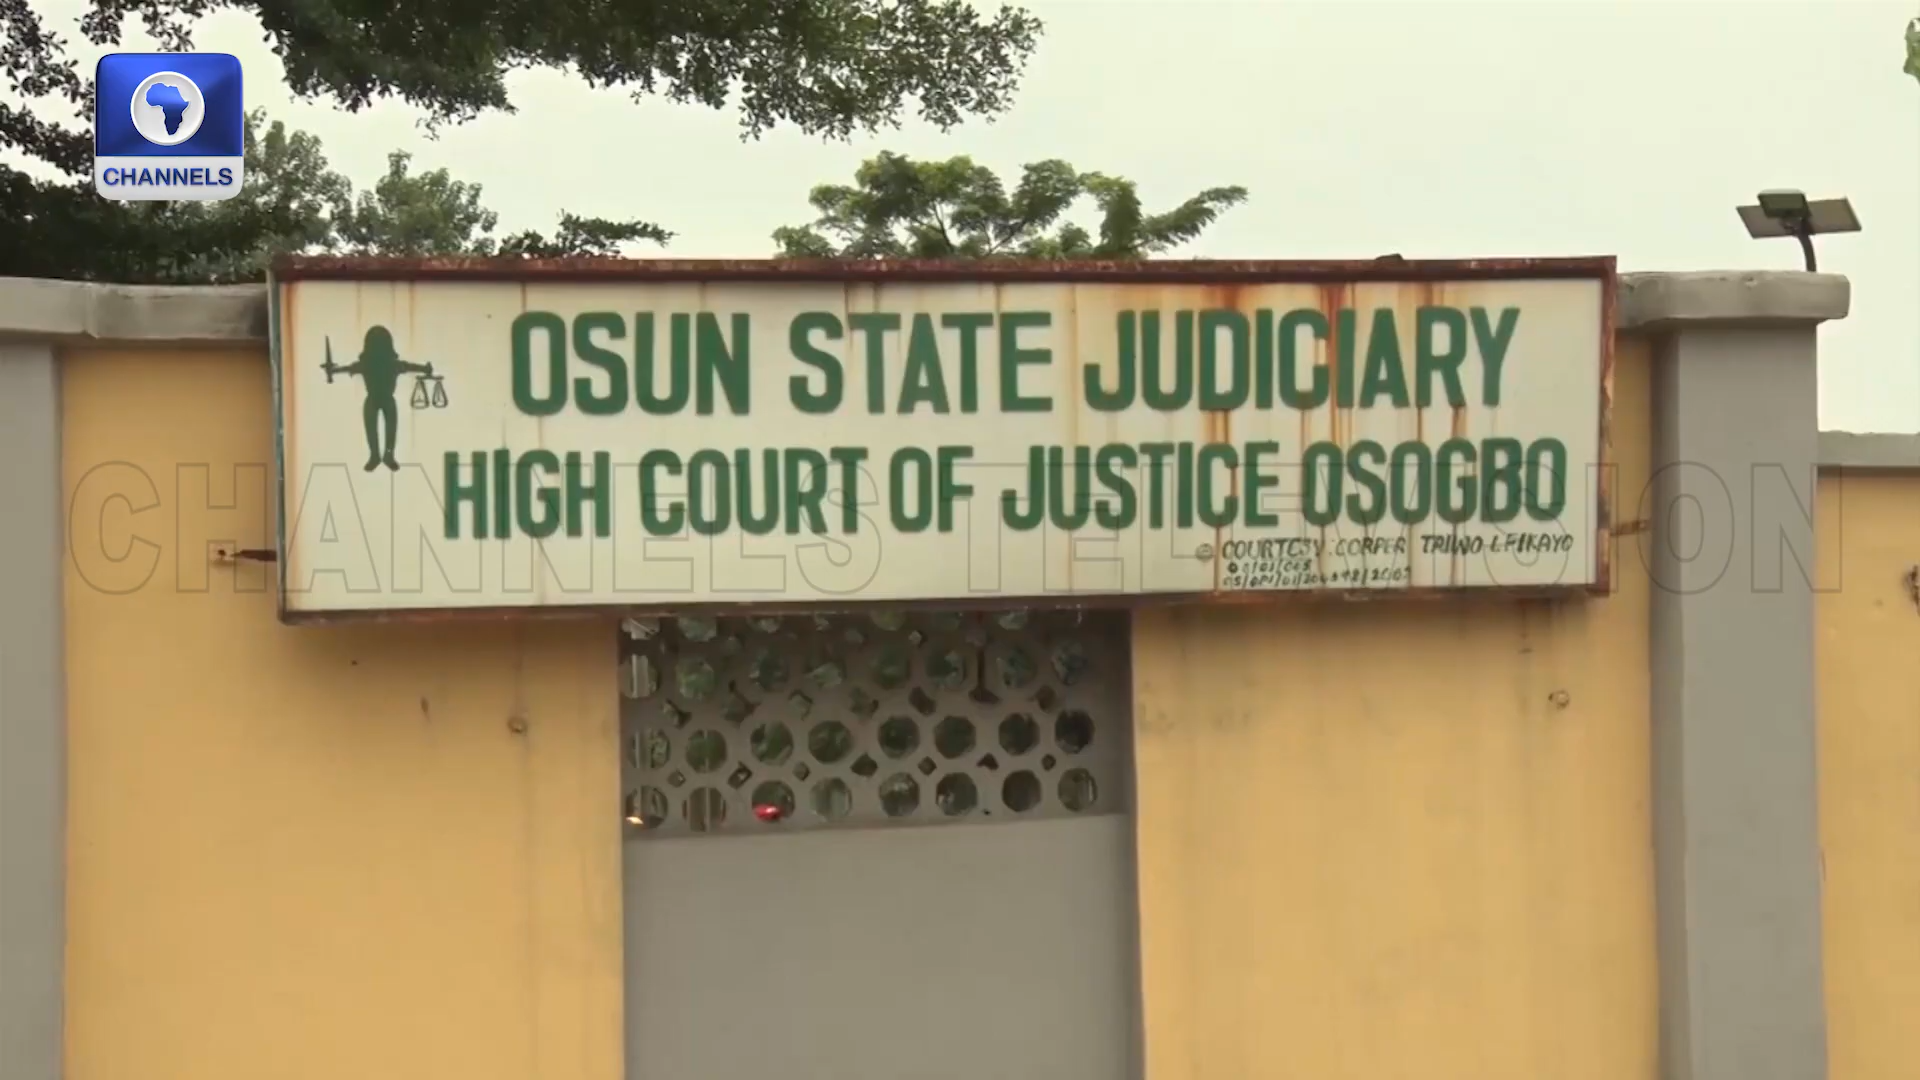 CHANNELS
OSUN STATE JUDICIARY
HIGH COURT OF JUSTICE OSOGBO
CHANNELS TELEVISION
COURTESY: CORPER